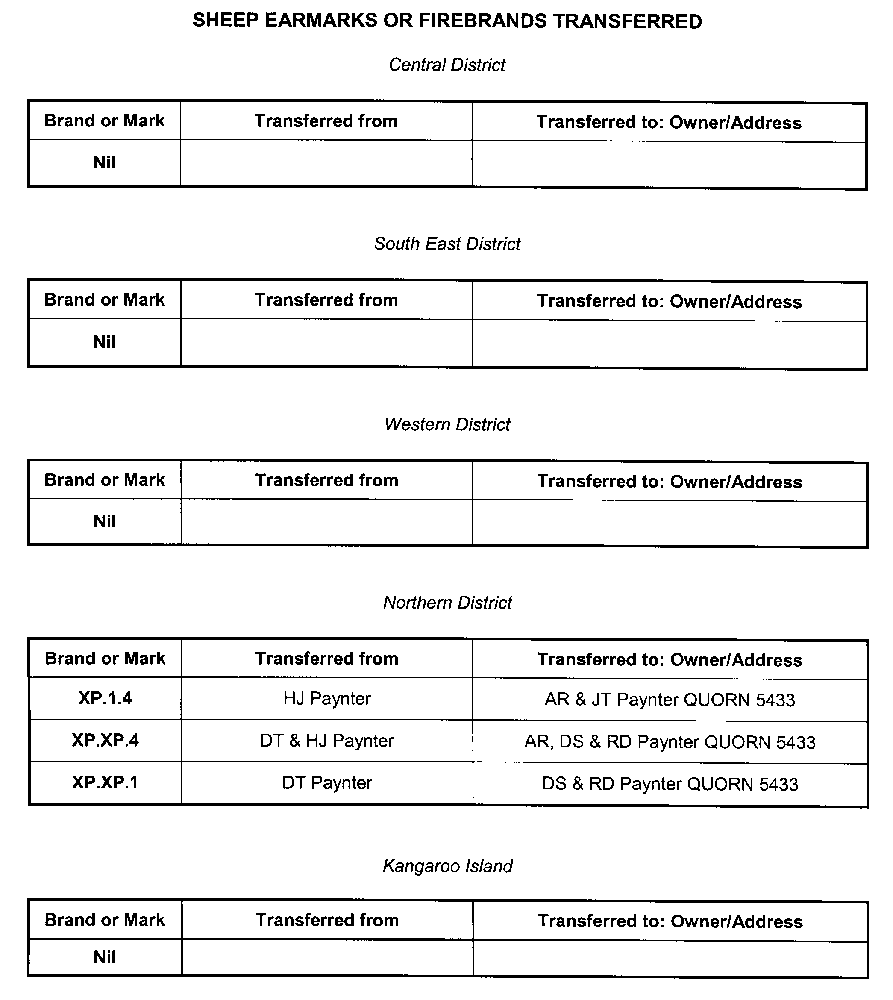 SHEEP EARMARKS OR FIREBRANDS TRANSFERRED
Central District
Brand or Mark Transferred from Transferred to: Owner/Address
Nil
South East District
Brand or Mark Transferred from Transferred to: Owner/Address
Nil
Western District
Brand or Mark Transferred from Transferred to: Owner/Address
Nil
Northern District
Brand or Mark Transferred from Transferred to: Owner/Address
XP.1.4 HJ Paynter AR & JT Paynter QUORN 5433
XP.XP.4 DT & HJ Paynter AR, DS & RD Paynter QUORN 5433
XP.XP.1 DT Paynter DS & RD Paynter QUORN 5433
Kangaroo Island
Brand or Mark Transferred from Transferred to: Owner/Address
Nil